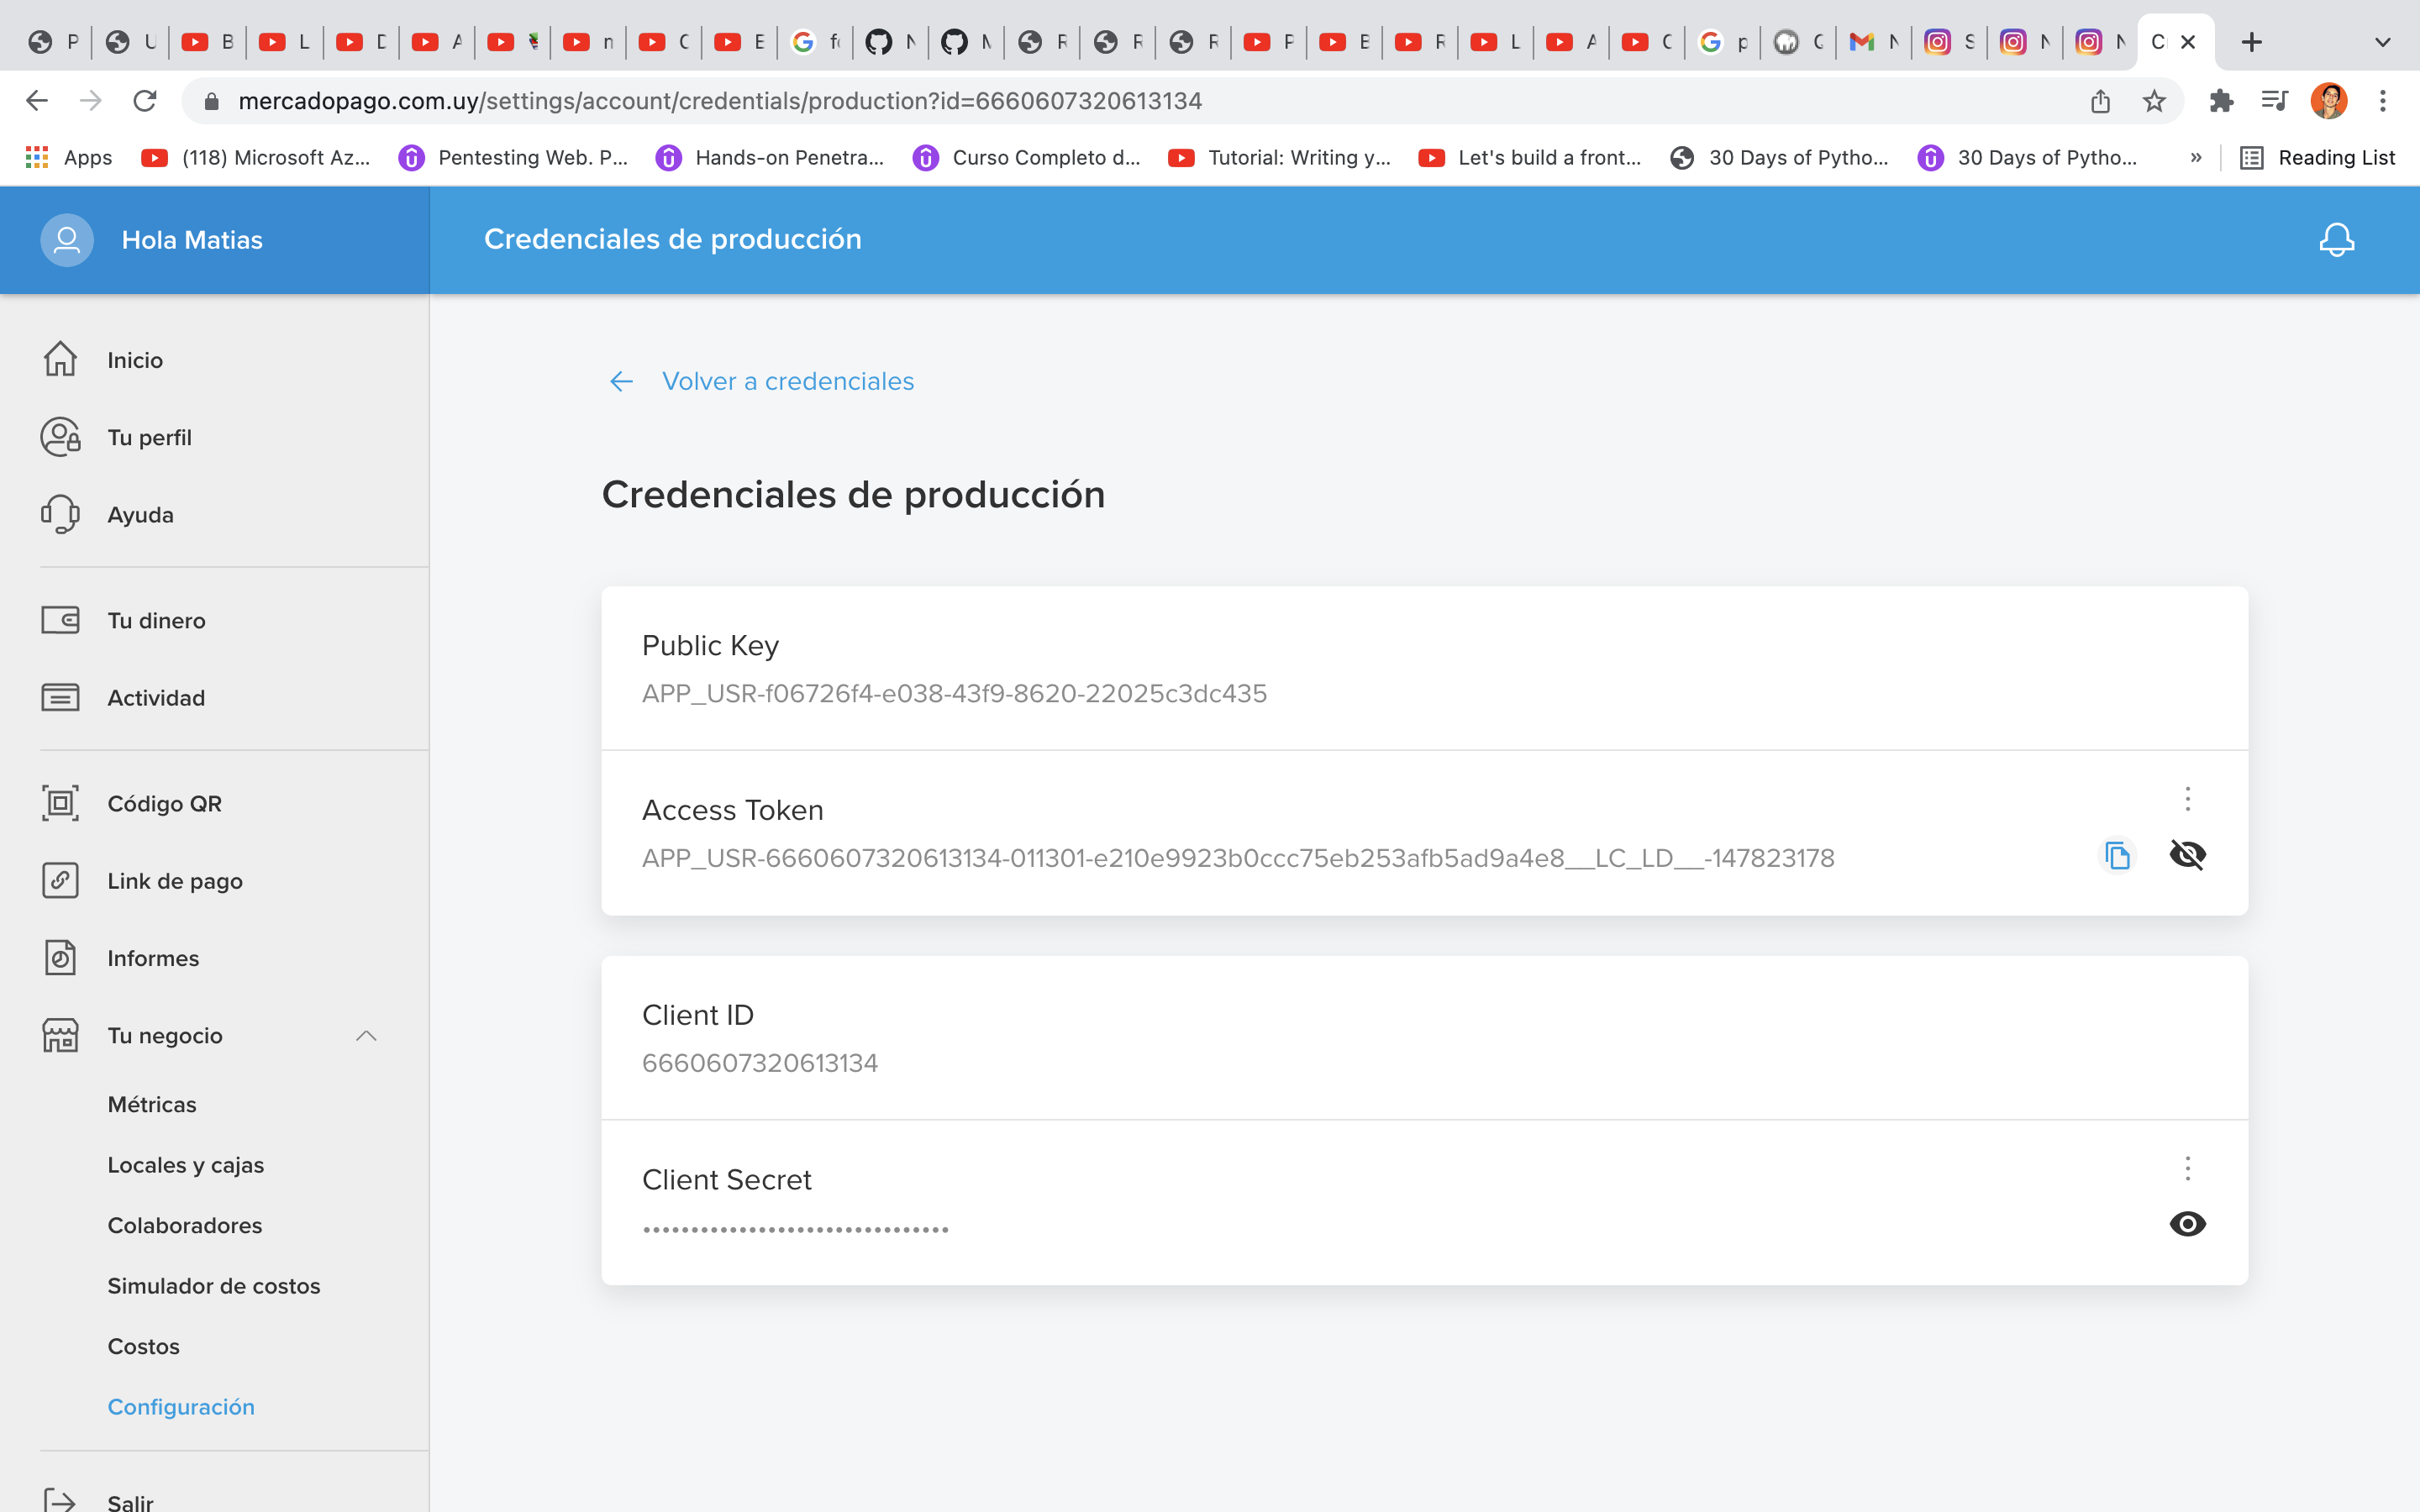 P
U
B
L
D
A
n
C
E
fo
N
M
R
R
R
P
E
R
L
A
C
p
C
N
S
N
N
C
mercadopago.com.uy/settings/account/credentials/production?id=6660607320613134
Apps
(118) Microsoft Az...
Pentesting Web. P...
Hands-on Penetra...
Curso Completo d...
Tutorial: Writing y...
Let's build a front...
30 Days of Pytho...
30 Days of Pytho...
»
Reading List
Hola Matias
Credenciales de producción
Inicio
Tu perfil
Ayuda
Tu dinero
Actividad
Código QR
Link de pago
Informes
Tu negocio
Métricas
Locales y cajas
Colaboradores
Simulador de costos
Costos
Configuración
Salir
Volver a credenciales
Credenciales de producción
Public Key
APP_USR-f06726f4-e038-43f9-8620-22025c3dc435
Access Token
APP_USR-6660607320613134-011301-e210e9923b0ccc75eb253afb5ad9a4e8__LC_LD__-147823178
Client ID
6660607320613134
Client Secret